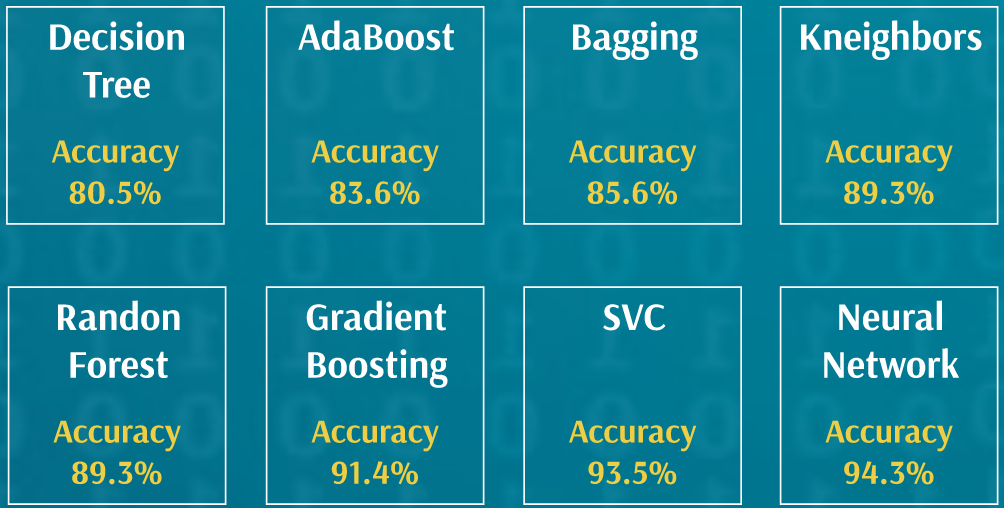 Decision
Tree
Accuracy
80.5%
AdaBoost
Accuracy
83.6%
Bagging
Accuracy
85.6%
Kneighbors
Accuracy
89.3%
Randon
Forest
Accuracy
89.3%
Gradient
Boosting
Accuracy
91.4%
SVC
Accuracy
93.5%
Neural
Network
Accuracy
94.3%